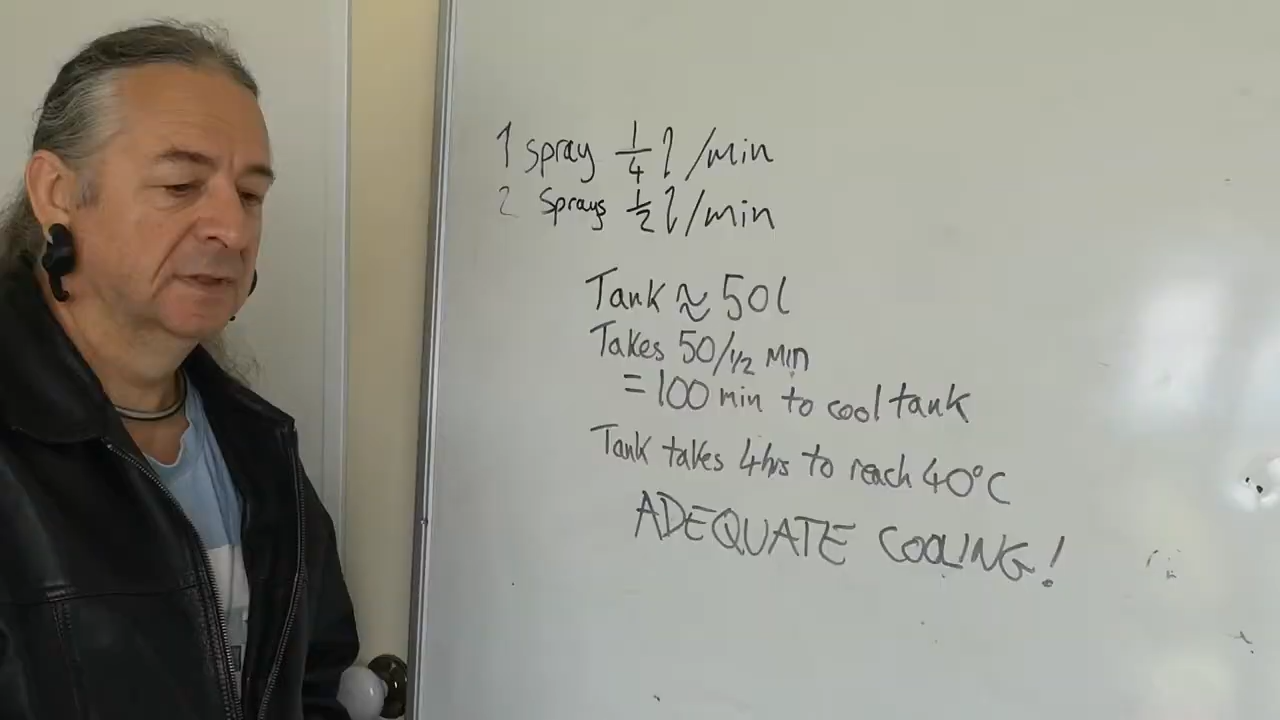 1 spray 1/4 l/min
2 Sprays 1/2 l/min
Tank ≈ 50l
Takes 50/1/2 min
= 100 min to cool tank
Tank takes 4hrs to reach 40°C
ADEQUATE COOLING!